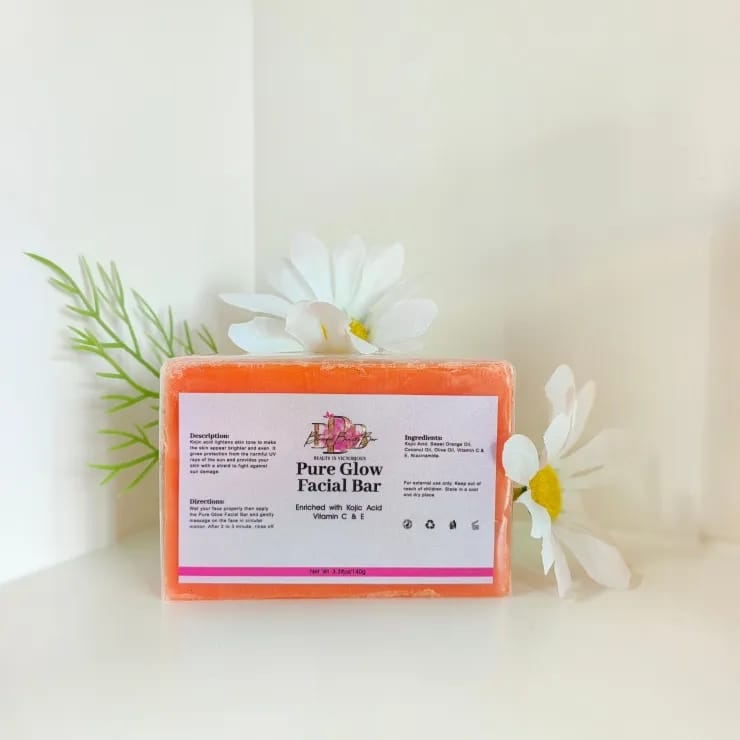 Description:
Kojic acid lightens skin tone to make
the skin appear brighter and even. It
gives protection from the harmful UV
rays of the sun and provides your
skin with a shield to fight against
sun damage
Directions:
Wet your face properly then apply
the Pure Glow Facial Bar and gently
massage on the face in circular
motion. After 2 to 3 minute, rinse off
BEAUTY IS VICTORIOUS
Pure Glow
Facial Bar
Enriched with Kojic Acid
Vitamin C & E
Ingredients:
Kojic Acid, Sweet Orange Oil,
Coconut Oil, Olive Oil, Vitamin C &
E, Niacinamide.
For external use only. Keep out of
reach of children. Store in a cool
and dry place
Net Wt